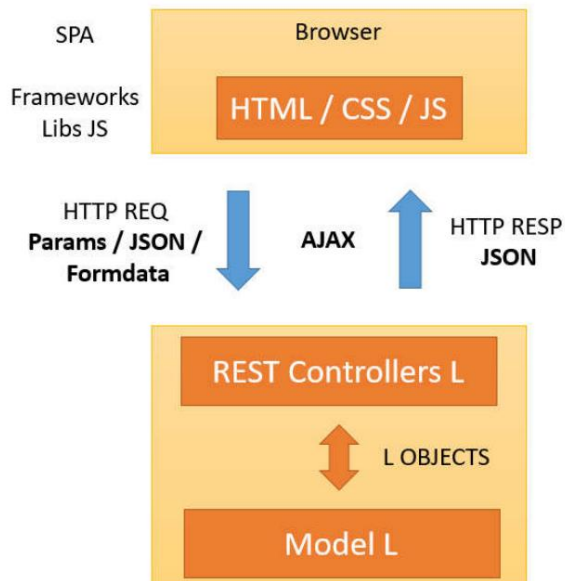 SPA
Browser
Frameworks
Libs JS
HTML / CSS / JS
HTTP REQ
Params / JSON /
Formdata
AJAX
HTTP RESP
JSON
REST Controllers L
L OBJECTS
Model L